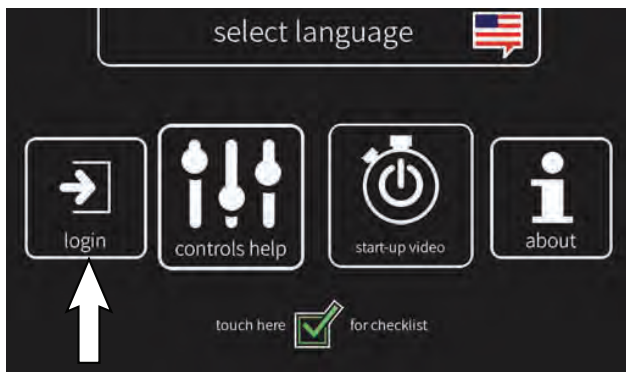 select language
login
controls help
start-up video
about
touch here
for checklist